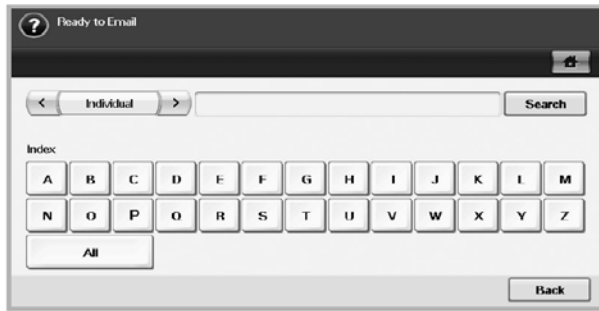 ? Ready to Email
< Individual > Search
Index
A B C D E F G H I J K L M
N O P Q R S T U V W X Y Z
All
Back